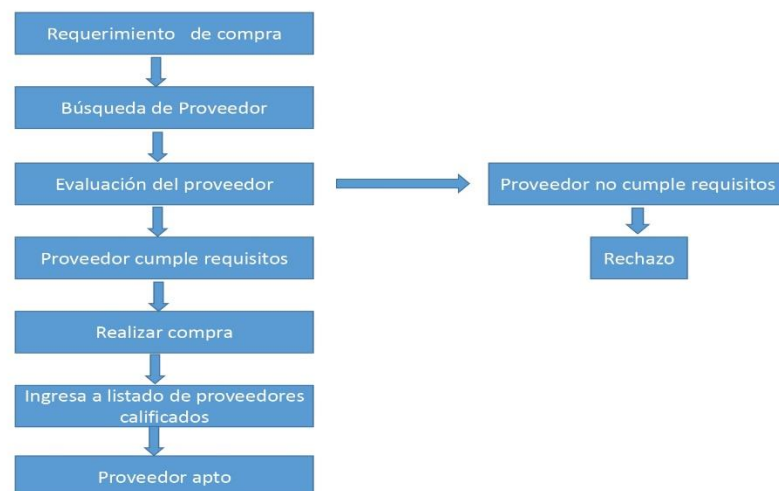 Requerimiento de compra
Búsqueda de Proveedor
Evaluación del proveedor
Proveedor no cumple requisitos
Proveedor cumple requisitos
Rechazo
Realizar compra
Ingresa a listado de proveedores
calificados
Proveedor apto